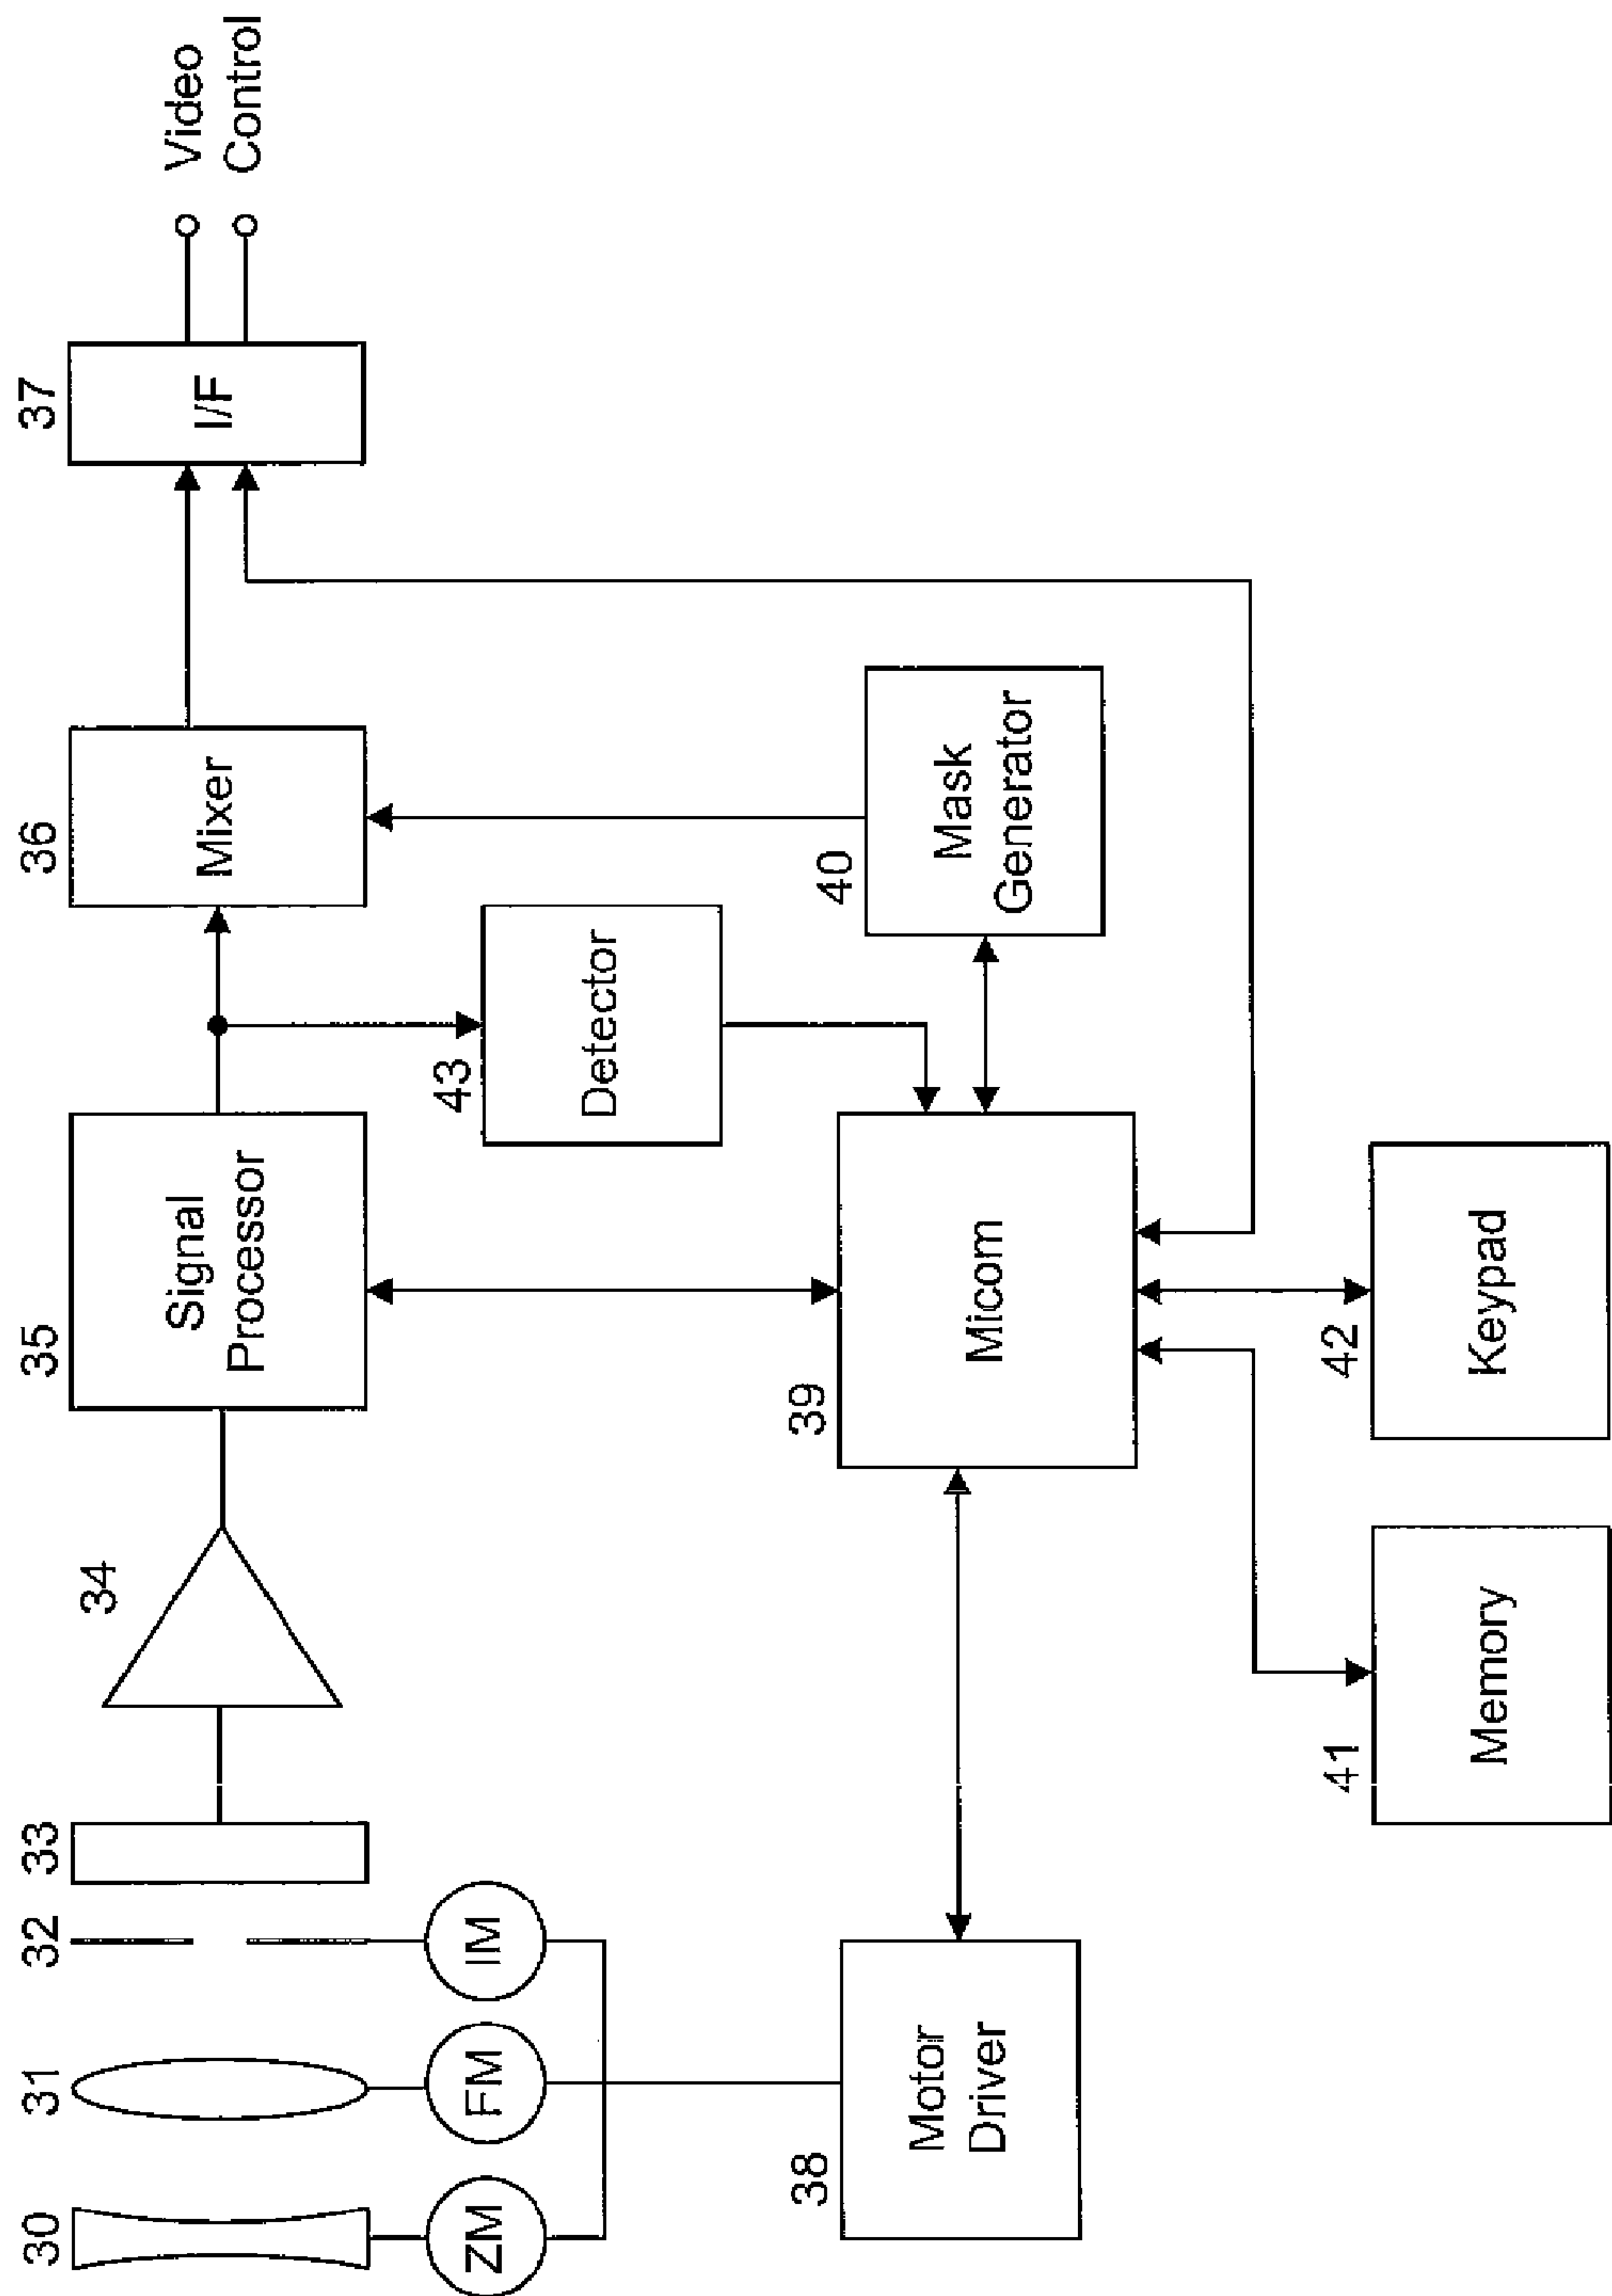 30
31
32
33
34
35
36
37
Signal
Processor
Mixer
I/F
Video
Control
ZM
FM
IM
43
Detector
38
Motor
Driver
39
Micom
40
Mask
Generator
41
Memory
42
Keypad